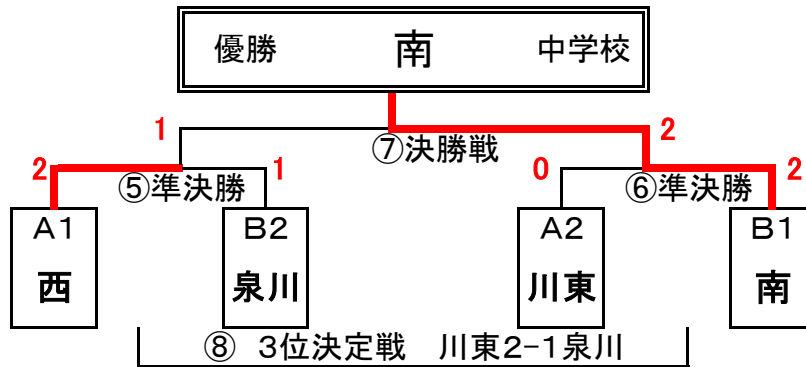 優勝 南 中学校
1 2
⑦決勝戦
2 1 0 2
⑤準決勝 ⑥準決勝
A1 B2 A2 B1
西 泉川 川東 南
⑧ 3位決定戦 川東2-1泉川